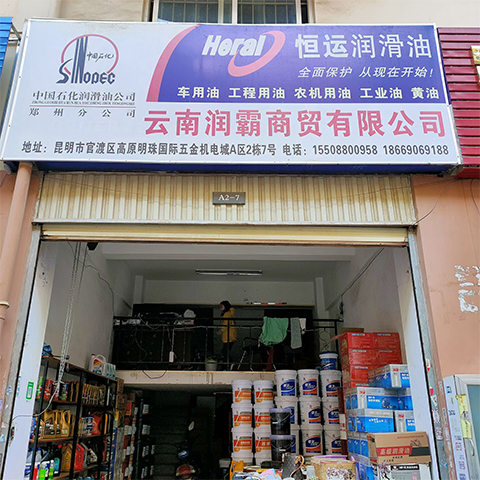 中国石化
SINOPEC
中国石化润滑油公司
郑州分公司
Horal
恒运润滑油
全面保护 从现在开始!
车用油 工程用油 农机用油 工业油 黄油
云南润霸商贸有限公司
地址:昆明市官渡区高原明珠国际五金机电城A区2栋7号 电话:15508800958 18669069188
A2-7